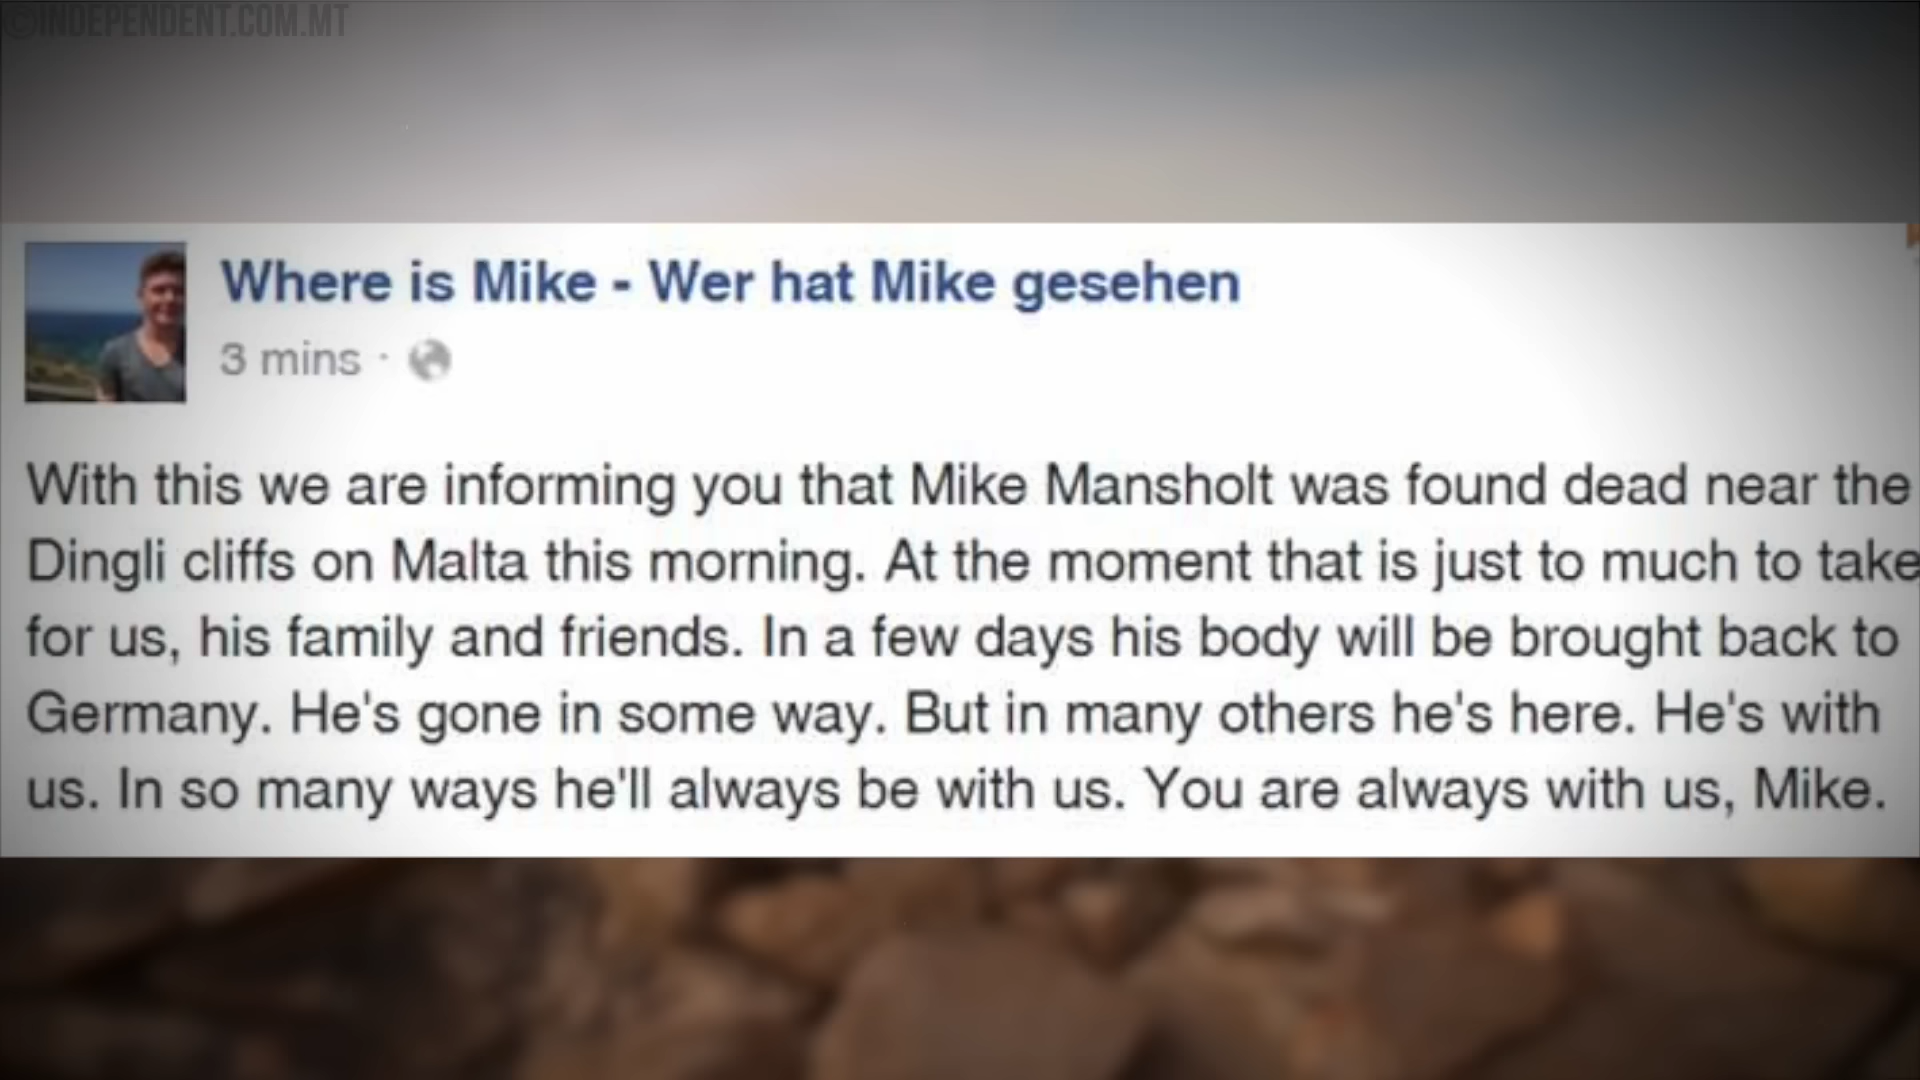 ©INDEPENDENT.COM.MT
Where is Mike - Wer hat Mike gesehen
3 mins ·
With this we are informing you that Mike Mansholt was found dead near the
Dingli cliffs on Malta this morning. At the moment that is just to much to take
for us, his family and friends. In a few days his body will be brought back to
Germany. He's gone in some way. But in many others he's here. He's with
us. In so many ways he'll always be with us. You are always with us, Mike.